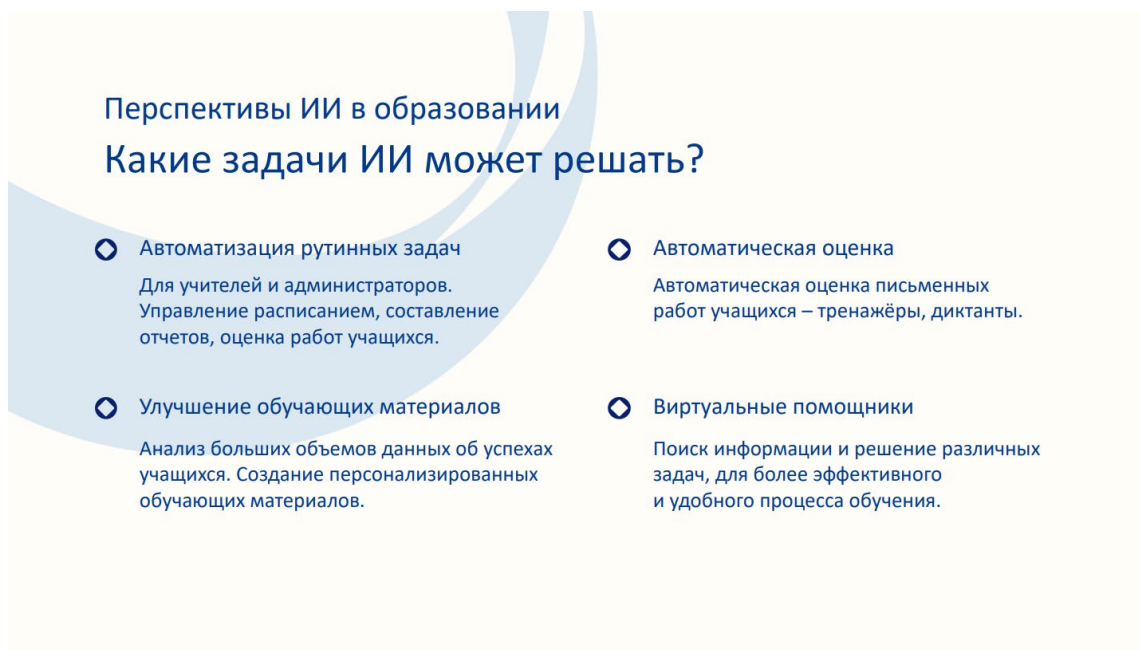 Перспективы ИИ в образовании
Какие задачи ИИ может решать?
Автоматизация рутинных задач
Для учителей и администраторов.
Управление расписанием, составление
отчетов, оценка работ учащихся.
Автоматическая оценка
Автоматическая оценка письменных
работ учащихся – тренажёры, диктанты.
Улучшение обучающих материалов
Анализ больших объемов данных об успехах
учащихся. Создание персонализированных
обучающих материалов.
Виртуальные помощники
Поиск информации и решение различных
задач, для более эффективного
и удобного процесса обучения.